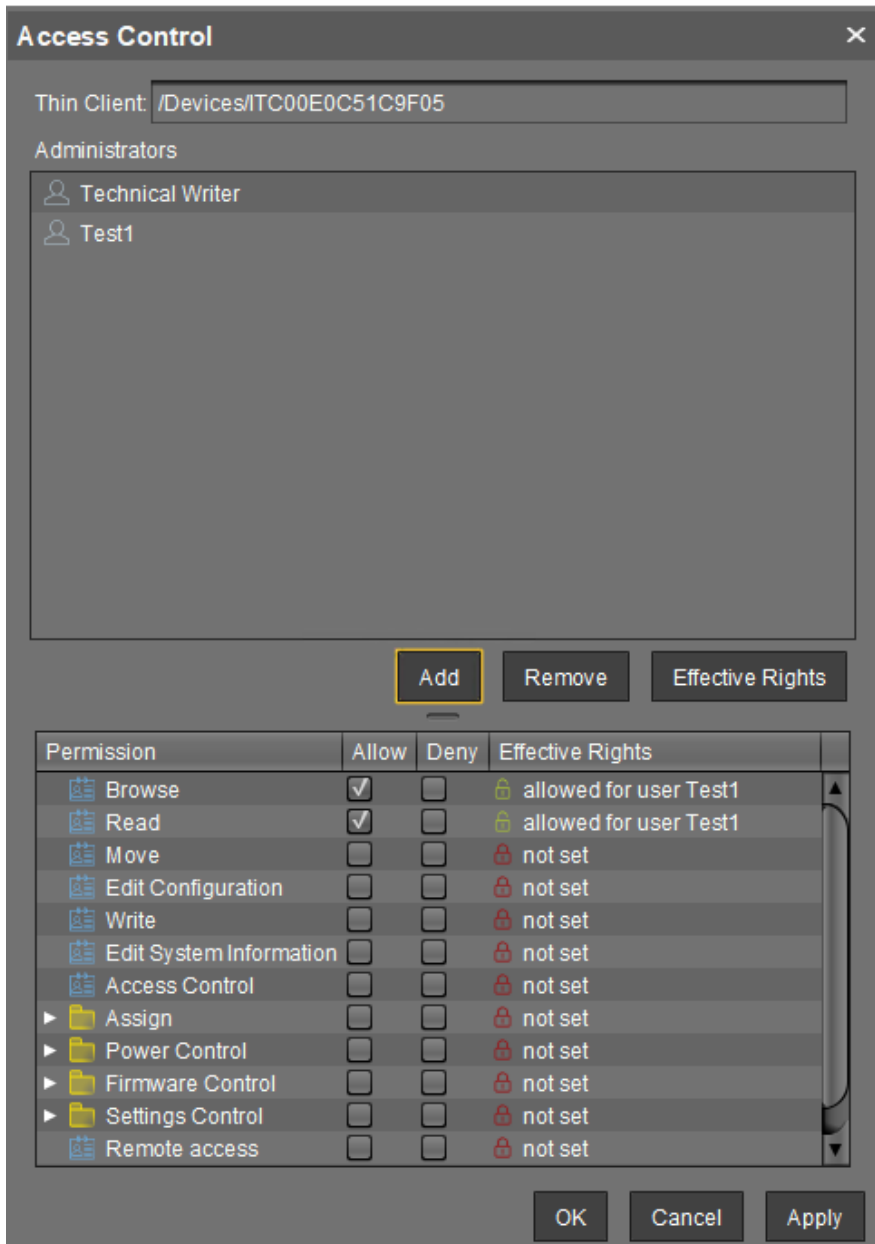 Access Control
Thin Client: /Devices/ITC00E0C51C9F05
Administrators
Technical Writer
Test1
Add Remove Effective Rights
Permission Allow Deny Effective Rights
Browse allowed for user Test1
Read allowed for user Test1
Move not set
Edit Configuration not set
Write not set
Edit System Information not set
Access Control not set
Assign not set
Power Control not set
Firmware Control not set
Settings Control not set
Remote access not set
OK Cancel Apply